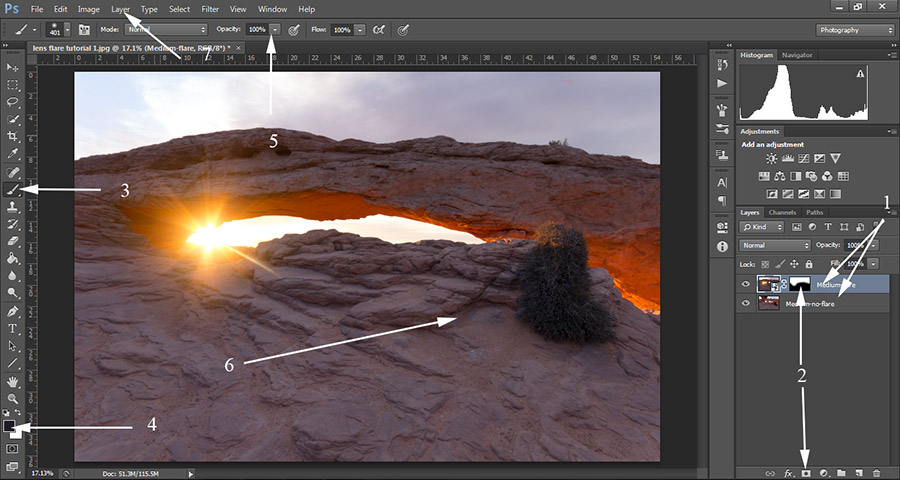 Ps File Edit Image Layer Type Select Filter View Window Help
401 Mode: Normal Opacity: 100% Flow: 100% Photography
lens flare tutorial 1.jpg @ 17.1% (Medium-flare, RGB/8*) * ×
7
5
3
6
4
Histogram Navigator
Adjustments
Add an adjustment
1
Layers Channels Paths
Kind
Normal Opacity: 100%
Lock: Fill: 100%
Medium-flare
Medium-no-flare
2
17.13% Doc: 51.3M/115.5M
fx